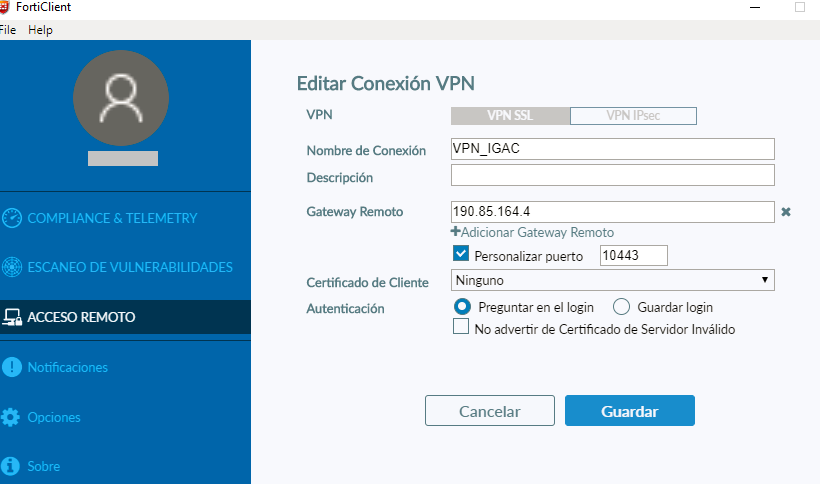 FortiClient
File Help
Editar Conexión VPN
VPN VPN SSL VPN IPsec
Nombre de Conexión VPN_IGAC
Descripción
Gateway Remoto 190.85.164.4
Adicionar Gateway Remoto
Personalizar puerto 10443
Certificado de Cliente Ninguno
Autenticación Preguntar en el login Guardar login
No advertir de Certificado de Servidor Inválido
Cancelar Guardar
COMPLIANCE & TELEMETRY
ESCANEO DE VULNERABILIDADES
ACCESO REMOTO
Notificaciones
Opciones
Sobre